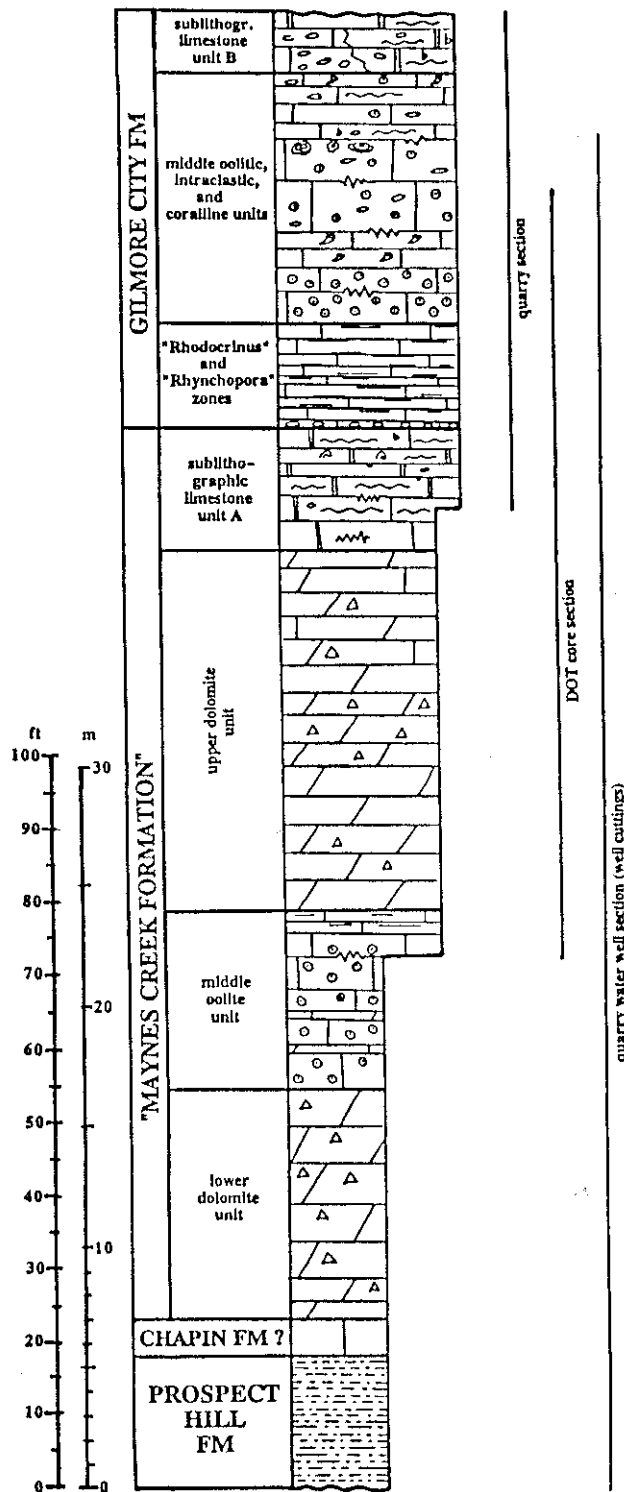 sublithogr.
limestone
unit B
GILMORE CITY FM
middle oolitic,
intraclastic,
and
coralline units
"Rhodocrinus"
and
"Rhynchopora"
zones
quarry section
sublitho-
graphic
limestone
unit A
"MAYNES CREEK FORMATION"
upper dolomite
unit
DOT core section
middle
oolite
unit
lower
dolomite
unit
quarry water well section (well cuttings)
CHAPIN FM ?
PROSPECT
HILL
FM
ft
m
100
90
80
70
60
50
40
30
20
10
0
30
20
10
0